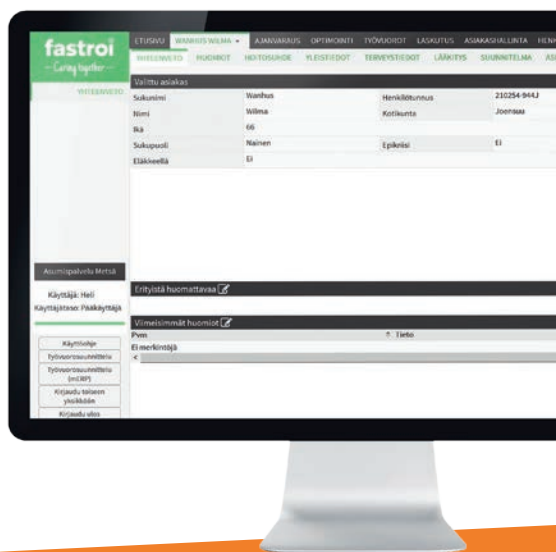 fastroi
Caring together
ETUSIVU WANHUS WILMA AJANVARAUS OPTIMOINTI TYÖVUOROT LASKUTUS ASIAKASHALLINTA
YHTEENVETO HUOMIOT HOITOSUHDE YLEISTIEDOT TERVEYSTIEDOT LÄÄKITYS SUUNNITELMA
YHTEENVETO
Valittu asiakas
Sukunimi Wanhus Henkilötunnus 210254-944J
Nimi Wilma Kotikunta Joensuu
Ikä 66
Sukupuoli Nainen Epikriisi Ei
Eläkkeellä Ei
Asumispalvelu Metsä
Käyttäjä: Heli
Käyttäjätaso: Pääkäyttäjä
Erityistä huomattavaa
Viimeisimmät huomiot
Pvm Tieto
Ei merkintöjä
Käyttöohje
Työvuorosuunnittelu
Työvuorosuunnittelu
(mERP)
Kirjaudu toiseen
yksikköön
Kirjaudu ulos